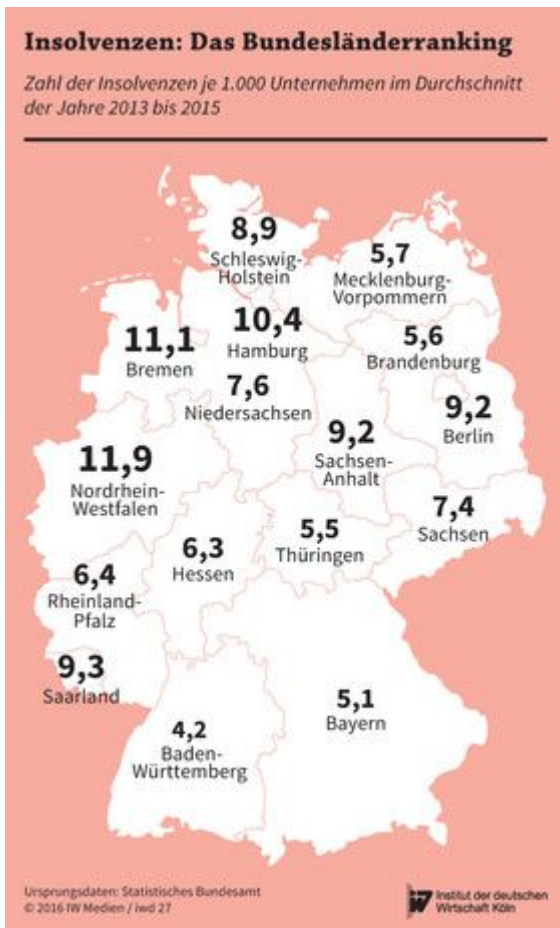 Insolvenzen: Das Bundesländerranking
Zahl der Insolvenzen je 1.000 Unternehmen im Durchschnitt
der Jahre 2013 bis 2015
8,9
Schleswig-
Holstein
5,7
Mecklenburg-
Vorpommern
10,4
Hamburg
11,1
Bremen
5,6
Brandenburg
7,6
Niedersachsen
9,2
Berlin
9,2
Sachsen-
Anhalt
11,9
Nordrhein-
Westfalen
7,4
Sachsen
5,5
Thüringen
6,3
Hessen
6,4
Rheinland-
Pfalz
9,3
Saarland
5,1
Bayern
4,2
Baden-
Württemberg
Ursprungsdaten: Statistisches Bundesamt
© 2016 IW Medien / iwd 27
iw
Institut der deutschen
Wirtschaft Köln